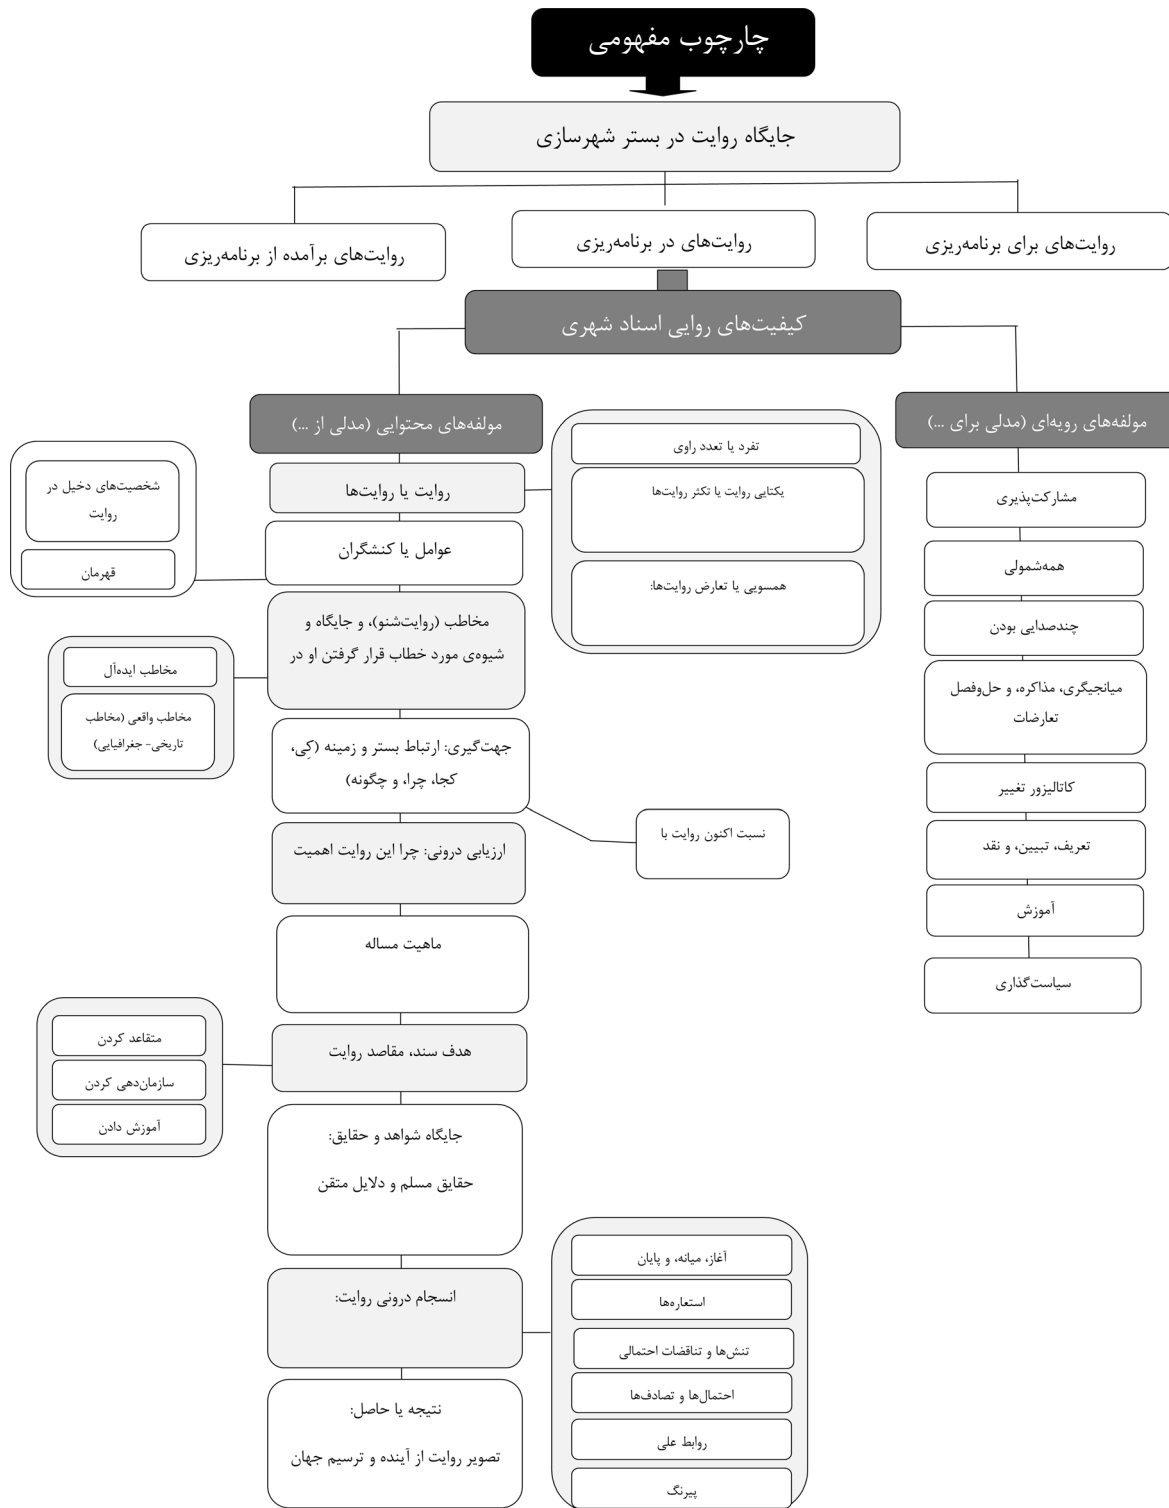 چارچوب مفهومی
جایگاه روایت در بستر شهرسازی
روایت‌های برای برنامه‌ریزی
روایت‌های در برنامه‌ریزی
روایت‌های برآمده از برنامه‌ریزی
کیفیت‌های روایی اسناد شهری
مولفه‌های رویه‌ای (مدلی برای ...)
مشارکت‌پذیری
همه‌شمولی
چندصدایی بودن
میانجیگری، مذاکره، و حل‌وفصل
تعارضات
کاتالیزور تغییر
تعریف، تبیین، و نقد
آموزش
سیاست‌گذاری
مولفه‌های محتوایی (مدلی از ...)
روایت یا روایت‌ها
تفرد یا تعدد راوی
یکتایی روایت یا تکثر روایت‌ها
همسویی یا تعارض روایت‌ها:
عوامل یا کنشگران
شخصیت‌های دخیل در
روایت
قهرمان
مخاطب (روایت‌شنو)، و جایگاه و
شیوه‌ی مورد خطاب قرار گرفتن او در
مخاطب ایده‌آل
مخاطب واقعی (مخاطب
تاریخی- جغرافیایی)
جهت‌گیری: ارتباط بستر و زمینه (کِی،
کجا، چرا، و چگونه)
نسبت اکنون روایت با
ارزیابی درونی: چرا این روایت اهمیت
ماهیت مساله
هدف سند، مقاصد روایت
متقاعد کردن
سازمان‌دهی کردن
آموزش دادن
جایگاه شواهد و حقایق:
حقایق مسلم و دلایل متقن
انسجام درونی روایت:
آغاز، میانه، و پایان
استعاره‌ها
تنش‌ها و تناقضات احتمالی
احتمال‌ها و تصادف‌ها
روابط علی
پیرنگ
نتیجه یا حاصل:
تصویر روایت از آینده و ترسیم جهان